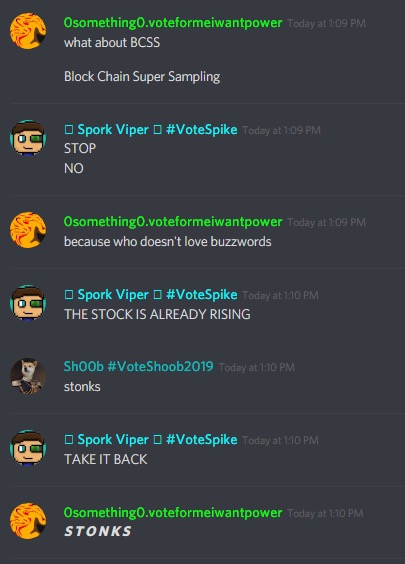 0something0.voteformeiwantpower Today at 1:09 PM
what about BCSS
Block Chain Super Sampling
Spork Viper #VoteSpike Today at 1:09 PM
STOP
NO
0something0.voteformeiwantpower Today at 1:09 PM
because who doesn't love buzzwords
Spork Viper #VoteSpike Today at 1:10 PM
THE STOCK IS ALREADY RISING
Sh00b #VoteShoob2019 Today at 1:10 PM
stonks
Spork Viper #VoteSpike Today at 1:10 PM
TAKE IT BACK
0something0.voteformeiwantpower Today at 1:10 PM
STONKS